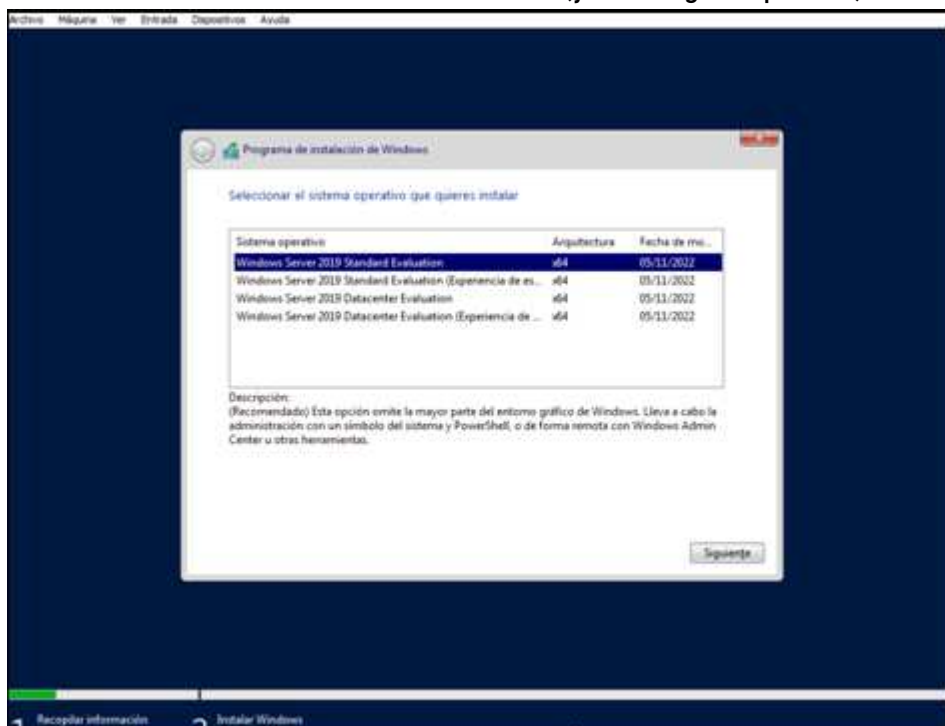 Archivo Máquina Ver Entrada Dispositivos Ayuda
Programa de instalación de Windows
Seleccionar el sistema operativo que quieres instalar
Sistema operativo Arquitectura Fecha de mo...
Windows Server 2019 Standard Evaluation x64 05/11/2022
Windows Server 2019 Standard Evaluation (Experiencia de es... x64 05/11/2022
Windows Server 2019 Datacenter Evaluation x64 05/11/2022
Windows Server 2019 Datacenter Evaluation (Experiencia de ... x64 05/11/2022
Descripción:
(Recomendado) Esta opción omite la mayor parte del entorno gráfico de Windows. Lleva a cabo la
administración con un símbolo del sistema y PowerShell, o de forma remota con Windows Admin
Center u otras herramientas.
Siguiente
1 Recopilar información 2 Instalar Windows